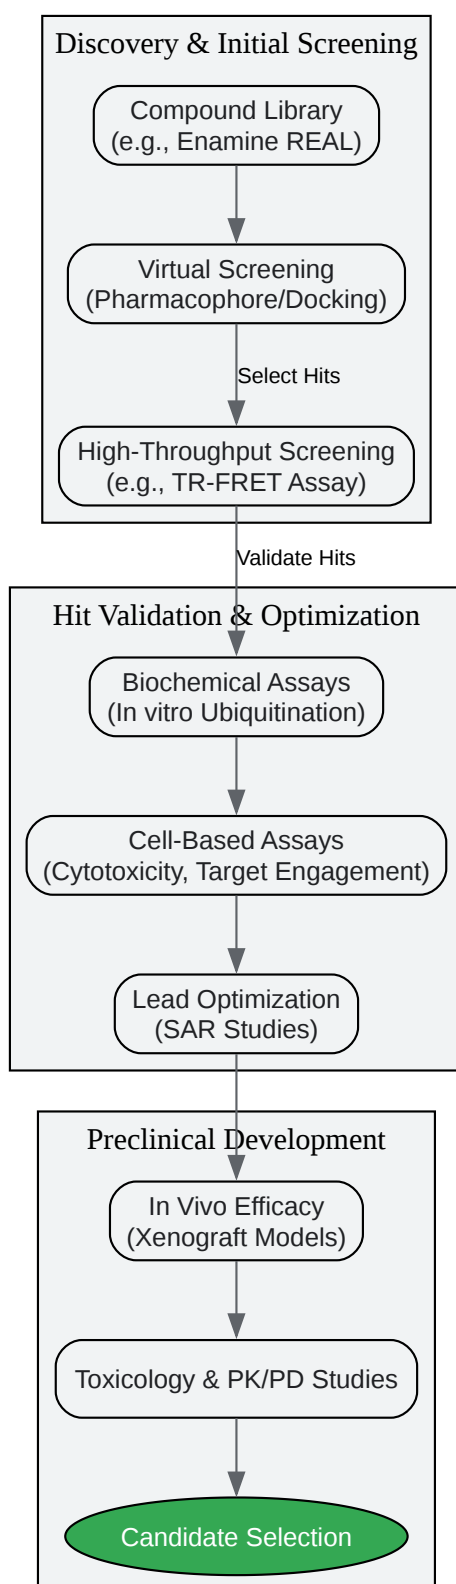 Discovery & Initial Screening
Compound Library
(e.g., Enamine REAL)
Virtual Screening
(Pharmacophore/Docking)
Select Hits
High-Throughput Screening
(e.g., TR-FRET Assay)
Validate Hits
Hit Validation & Optimization
Biochemical Assays
(In vitro Ubiquitination)
Cell-Based Assays
(Cytotoxicity, Target Engagement)
Lead Optimization
(SAR Studies)
Preclinical Development
In Vivo Efficacy
(Xenograft Models)
Toxicology & PK/PD Studies
Candidate Selection